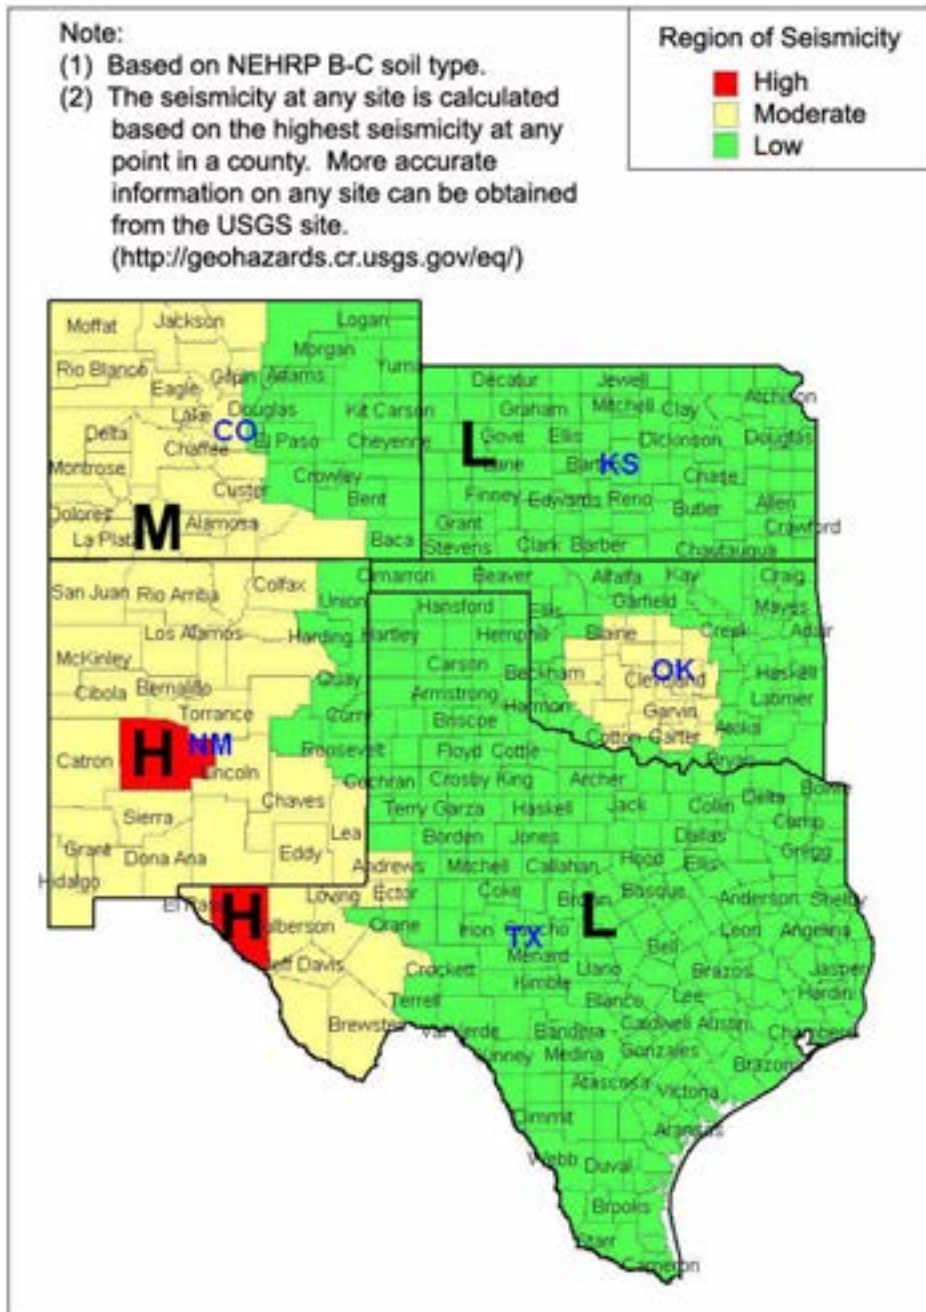 Note:
(1) Based on NEHRP B-C soil type.
(2) The seismicity at any site is calculated
based on the highest seismicity at any
point in a county. More accurate
information on any site can be obtained
from the USGS site.
(http://geohazards.cr.usgs.gov/eq/)
Region of Seismicity
High
Moderate
Low
Moffat Jackson Logan
Morgan
Rio Blanco Gilpin Adams
Eagle
Lake Douglas Kit Carson
CO
Delta El Paso Cheyenne
Chaffee
Montrose Crowley
Custer Bent
Dolores Alamosa
M
La Plat Baca
Decatur Jewell Atchison
Graham Mitchell Clay
L
Gove Ellis Dickinson Douglas
KS
Chase
Finney Edwards Reno Butler Allen
Grant Crawford
Stevens Clark Barber Chautauqua
San Juan Rio Arriba Colfax Union
Los Alamos Harding
McKinley
Cibola Bernalillo Quay
Torrance Curry
H NM
Catron Lincoln Roosevelt
Sierra Chaves
Lea
Grant Dona Ana Eddy
Hidalgo
Cimarron Beaver Alfalfa Kay Craig
Ellis Garfield Mayes
Blaine Creek Adair
OK
Beckham Haskell
Harmon Garvin Latimer
Cotton Carter Atoka
Bryan
Hansford
Hartley Hemphill
Carson
Armstrong
Briscoe
Floyd Cottle
Cochran Crosby King Archer
Terry Garza Haskell Jack Collin Delta
Borden Jones Dallas Camp
Andrews Mitchell Callahan Hood Ellis Gregg
H
Loving Ector Coke Bosque Anderson Shelby
L
Crane Irion Leon Angelina
TX
Jeff Davis Menard Bell
Crockett Kimble Llano Brazos Jasper
Terrell Blanco Lee Hardin
Brewster Val Verde Bandera Caldwell Austin Chambers
Medina Gonzales Brazoria
Atascosa Victoria
Dimmit Aransas
Webb Duval
Brooks
Starr
Cameron